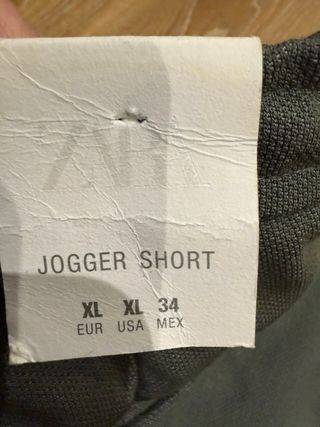 JOGGER SHORT
XL XL 34
EUR USA MEX